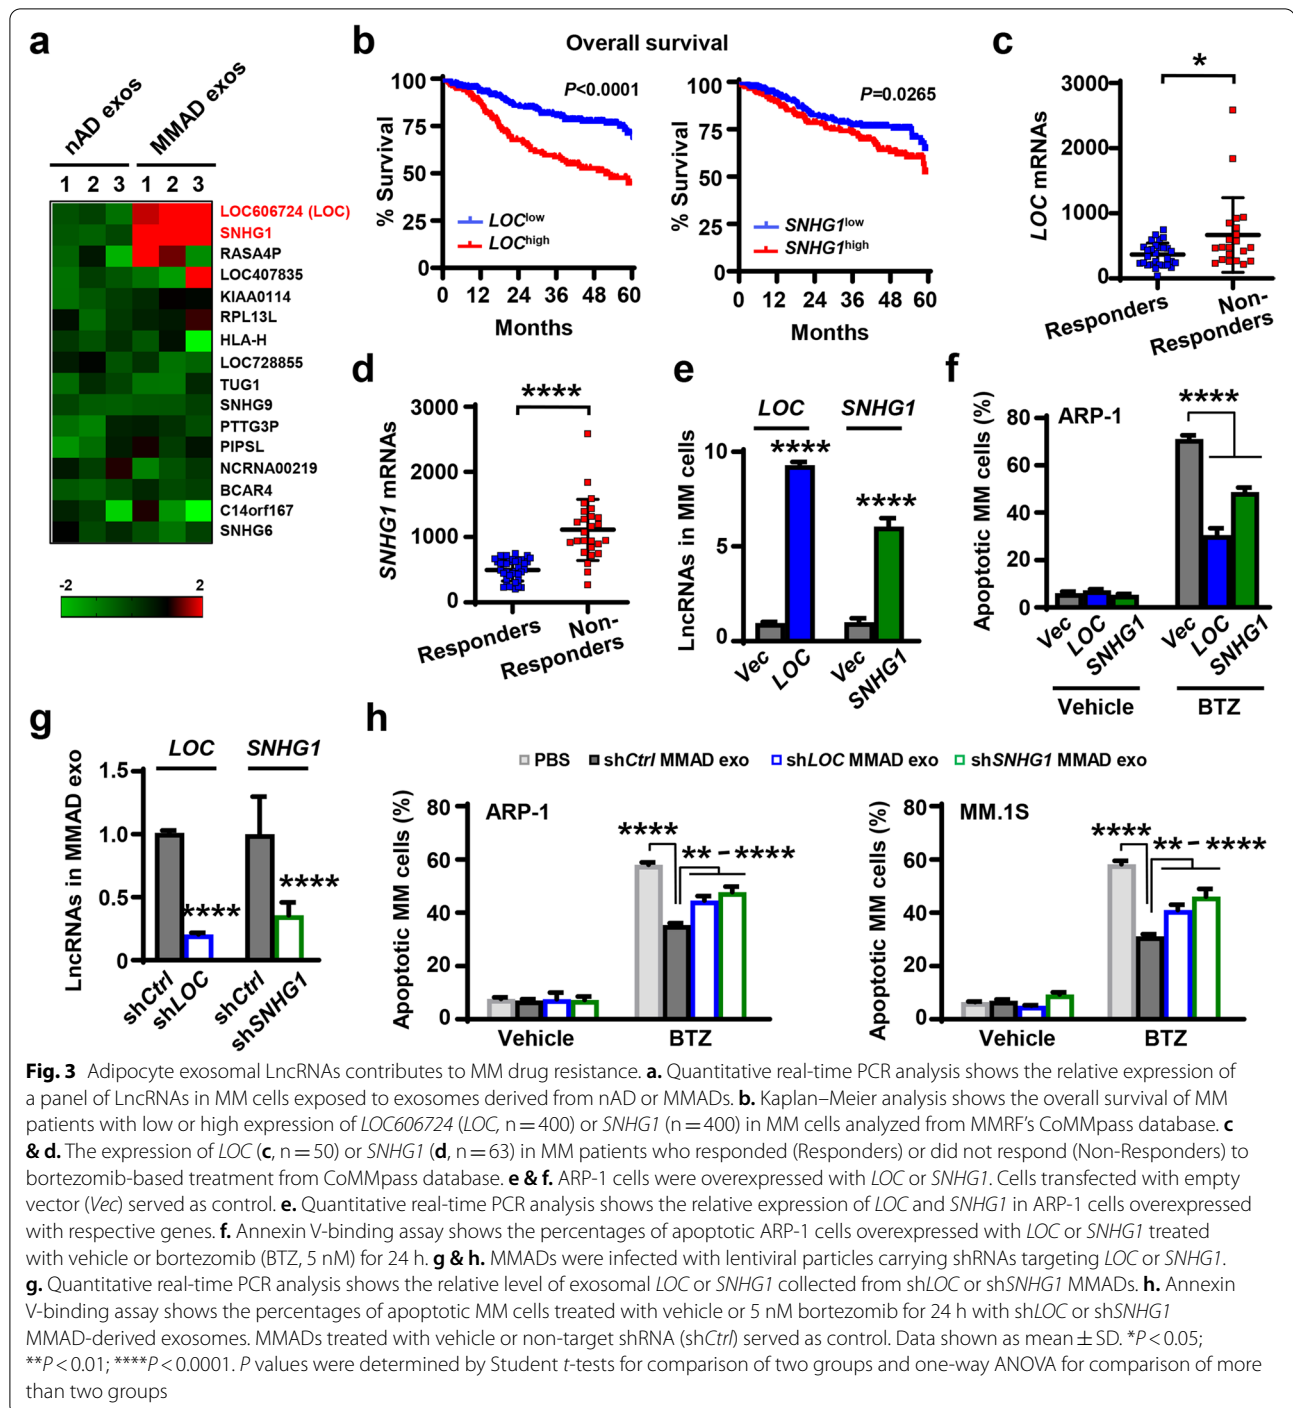 a
nAD exos
MMAD exos
1 2 3 1 2 3
LOC606724 (LOC)
SNHG1
RASA4P
LOC407835
KIAA0114
RPL13L
HLA-H
LOC728855
TUG1
SNHG9
PTTG3P
PIPSL
NCRNA00219
BCAR4
C14orf167
SNHG6
-2 2
b
Overall survival
% Survival
100
75
50
25
0
P<0.0001
LOClow
LOChigh
0 12 24 36 48 60
Months
% Survival
100
75
50
25
0
P=0.0265
SNHG1low
SNHG1high
0 12 24 36 48 60
Months
c
LOC mRNAs
3000
2000
1000
0
*
Responders
Non-
Responders
d
SNHG1 mRNAs
3000
2000
1000
0
****
Responders
Non-
Responders
e
LncRNAs in MM cells
LOC SNHG1
10
5
0
****
****
Vec
LOC
Vec
SNHG1
f
Apoptotic MM cells (%)
ARP-1
80
60
40
20
0
****
Vec
LOC
SNHG1
Vec
LOC
SNHG1
Vehicle BTZ
g
LncRNAs in MMAD exo
LOC SNHG1
1.5
1.0
0.5
0
****
****
shCtrl
shLOC
shCtrl
shSNHG1
h
PBS shCtrl MMAD exo shLOC MMAD exo shSNHG1 MMAD exo
Apoptotic MM cells (%)
ARP-1
80
60
40
20
0
****
** – ****
Vehicle BTZ
Apoptotic MM cells (%)
MM.1S
80
60
40
20
0
****
** – ****
Vehicle BTZ
Fig. 3 Adipocyte exosomal LncRNAs contributes to MM drug resistance. a. Quantitative real-time PCR analysis shows the relative expression of
a panel of LncRNAs in MM cells exposed to exosomes derived from nAD or MMADs. b. Kaplan–Meier analysis shows the overall survival of MM
patients with low or high expression of LOC606724 (LOC, n = 400) or SNHG1 (n = 400) in MM cells analyzed from MMRF's CoMMpass database. c
& d. The expression of LOC (c, n = 50) or SNHG1 (d, n = 63) in MM patients who responded (Responders) or did not respond (Non-Responders) to
bortezomib-based treatment from CoMMpass database. e & f. ARP-1 cells were overexpressed with LOC or SNHG1. Cells transfected with empty
vector (Vec) served as control. e. Quantitative real-time PCR analysis shows the relative expression of LOC and SNHG1 in ARP-1 cells overexpressed
with respective genes. f. Annexin V-binding assay shows the percentages of apoptotic ARP-1 cells overexpressed with LOC or SNHG1 treated
with vehicle or bortezomib (BTZ, 5 nM) for 24 h. g & h. MMADs were infected with lentiviral particles carrying shRNAs targeting LOC or SNHG1.
g. Quantitative real-time PCR analysis shows the relative level of exosomal LOC or SNHG1 collected from shLOC or shSNHG1 MMADs. h. Annexin
V-binding assay shows the percentages of apoptotic MM cells treated with vehicle or 5 nM bortezomib for 24 h with shLOC or shSNHG1
MMAD-derived exosomes. MMADs treated with vehicle or non-target shRNA (shCtrl) served as control. Data shown as mean ± SD. *P < 0.05;
**P < 0.01; ****P < 0.0001. P values were determined by Student t-tests for comparison of two groups and one-way ANOVA for comparison of more
than two groups